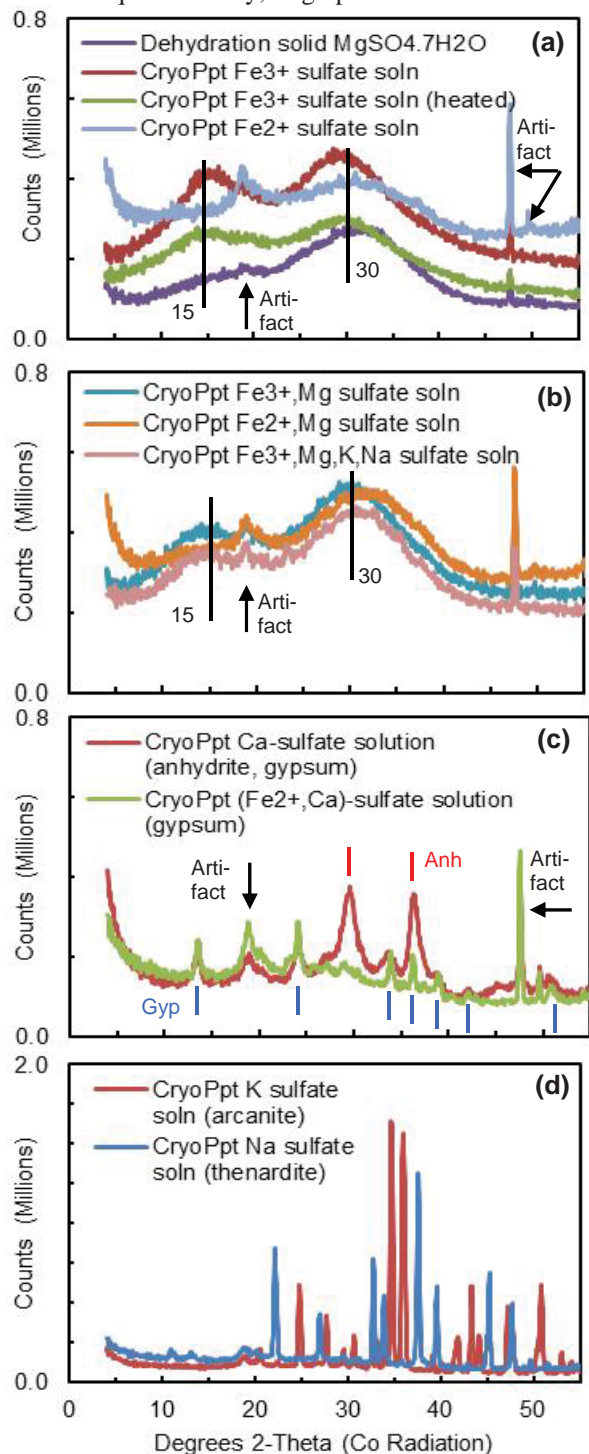 0.8
(a)
Dehydration solid MgSO4.7H2O
CryoPpt Fe3+ sulfate soln
CryoPpt Fe3+ sulfate soln (heated)
CryoPpt Fe2+ sulfate soln
Arti-
fact
Counts (Millions)
15
Arti-
fact
30
0.0
0.8
(b)
CryoPpt Fe3+,Mg sulfate soln
CryoPpt Fe2+,Mg sulfate soln
CryoPpt Fe3+,Mg,K,Na sulfate soln
Counts (Millions)
15
Arti-
fact
30
0.0
0.8
(c)
CryoPpt Ca-sulfate solution
(anhydrite, gypsum)
CryoPpt (Fe2+,Ca)-sulfate solution
(gypsum)
Counts (Millions)
Arti-
fact
Anh
Arti-
fact
Gyp
0.0
2.0
(d)
CryoPpt K sulfate
soln (arcanite)
CryoPpt Na sulfate
soln (thenardite)
Counts (Millions)
0.0
0 10 20 30 40 50
Degrees 2-Theta (Co Radiation)